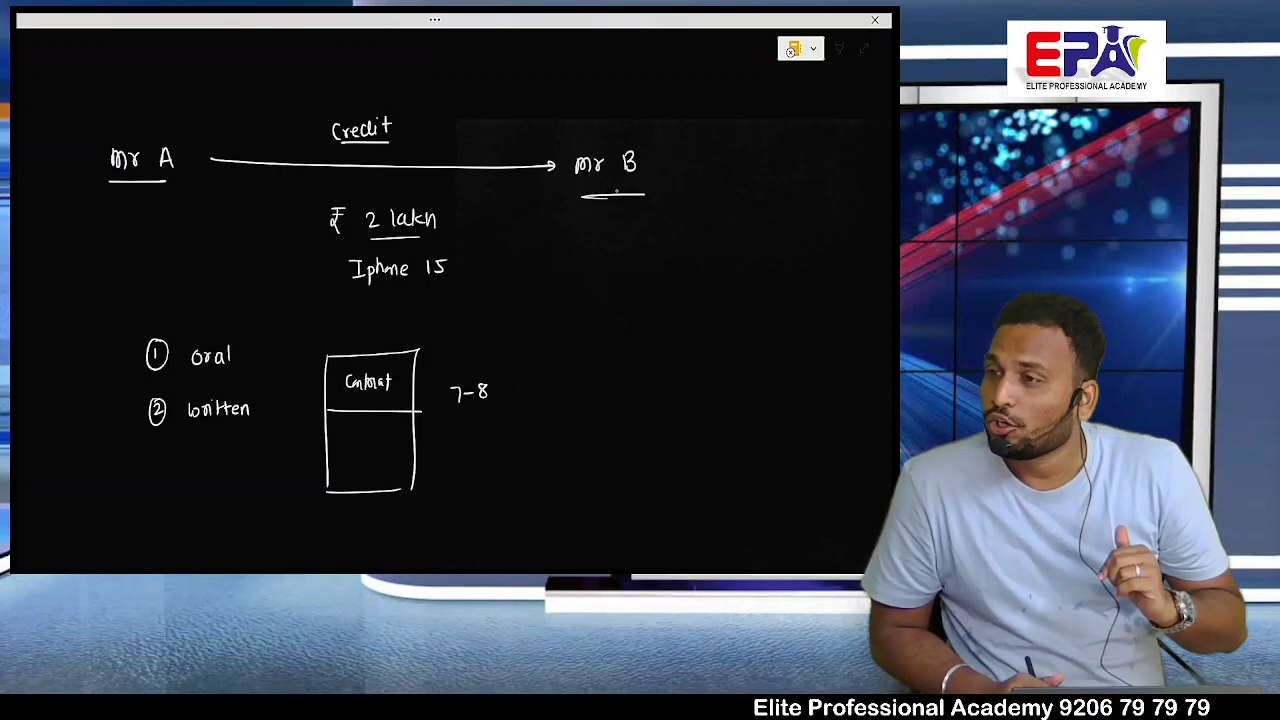 EPA
ELITE PROFESSIONAL ACADEMY
Credit
Mr A
Mr B
₹ 2 lakh
Iphone 15
① oral
② written
Contrat
7-8
Elite Professional Academy 9206 79 79 79